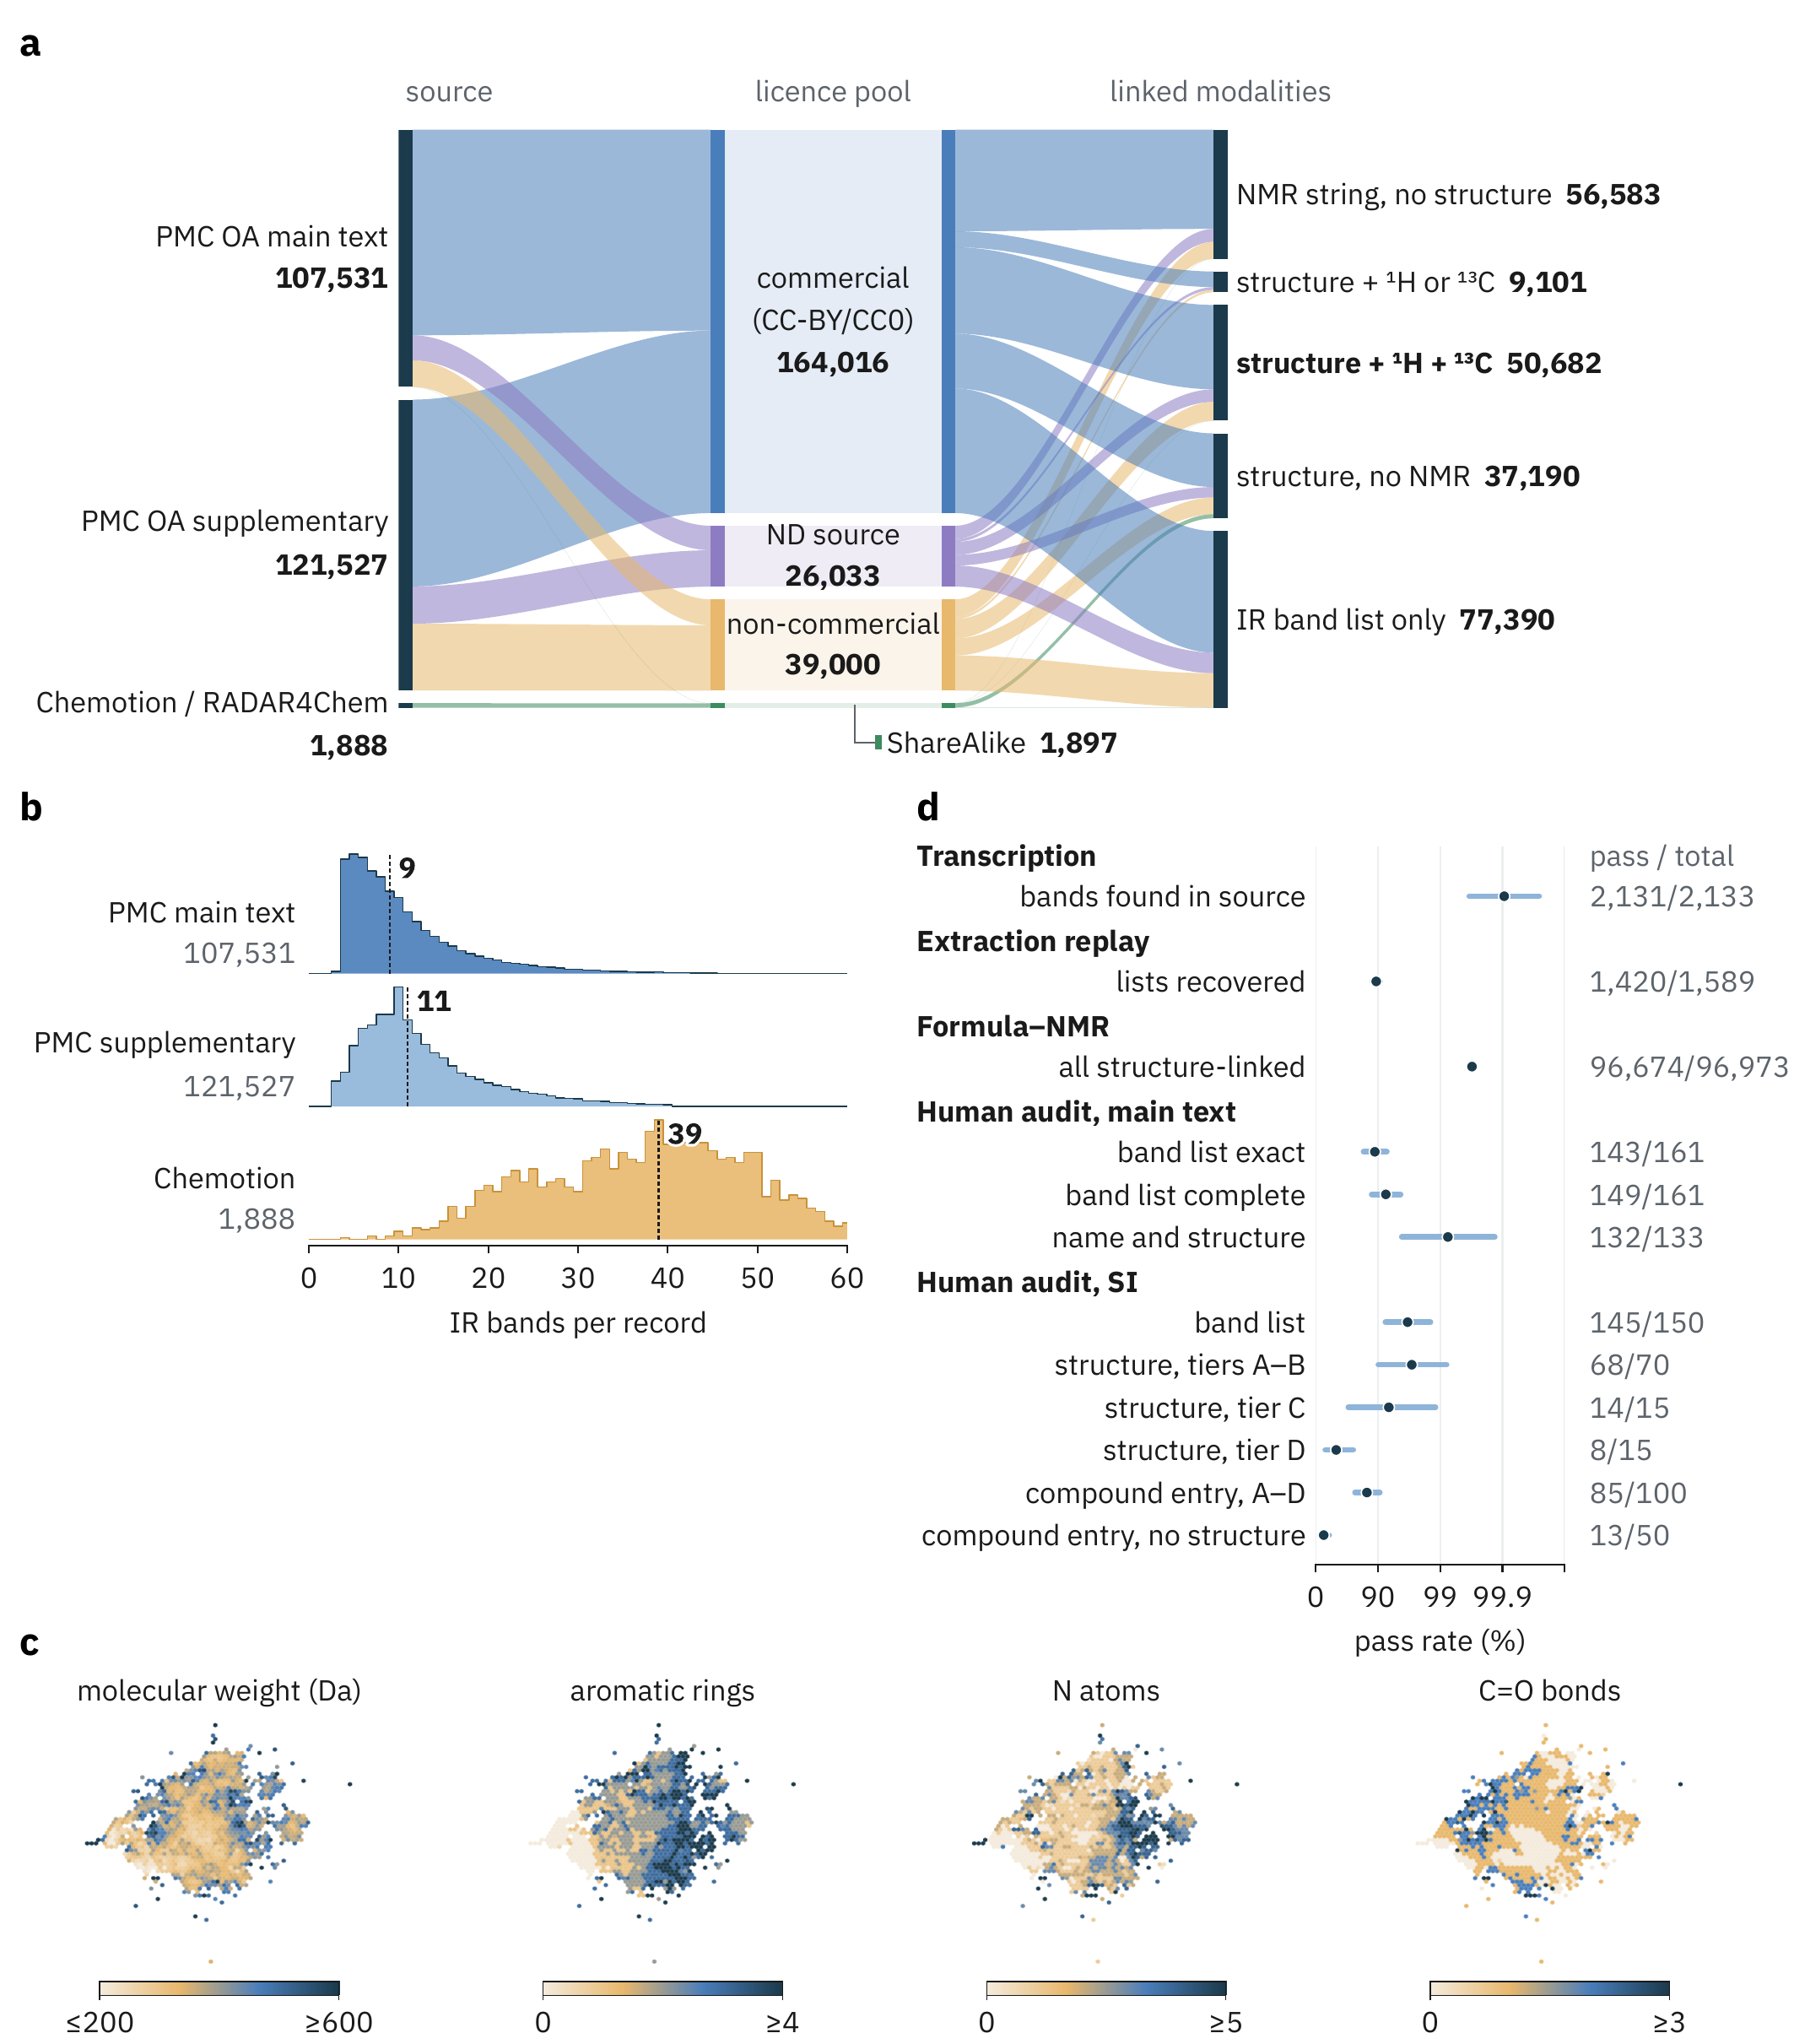 a
source
licence pool
linked modalities
PMC OA main text
107,531
PMC OA supplementary
121,527
Chemotion / RADAR4Chem
1,888
commercial
(CC-BY/CC0)
164,016
ND source
26,033
non-commercial
39,000
ShareAlike 1,897
NMR string, no structure 56,583
structure + ¹H or ¹³C 9,101
structure + ¹H + ¹³C 50,682
structure, no NMR 37,190
IR band list only 77,390
b
PMC main text
107,531
9
PMC supplementary
121,527
11
Chemotion
1,888
39
0 10 20 30 40 50 60
IR bands per record
d
Transcription
pass / total
bands found in source 2,131/2,133
Extraction replay
lists recovered 1,420/1,589
Formula–NMR
all structure-linked 96,674/96,973
Human audit, main text
band list exact 143/161
band list complete 149/161
name and structure 132/133
Human audit, SI
band list 145/150
structure, tiers A–B 68/70
structure, tier C 14/15
structure, tier D 8/15
compound entry, A–D 85/100
compound entry, no structure 13/50
0 90 99 99.9
pass rate (%)
c
molecular weight (Da)
aromatic rings
N atoms
C=O bonds
≤200 ≥600
0 ≥4
0 ≥5
0 ≥3